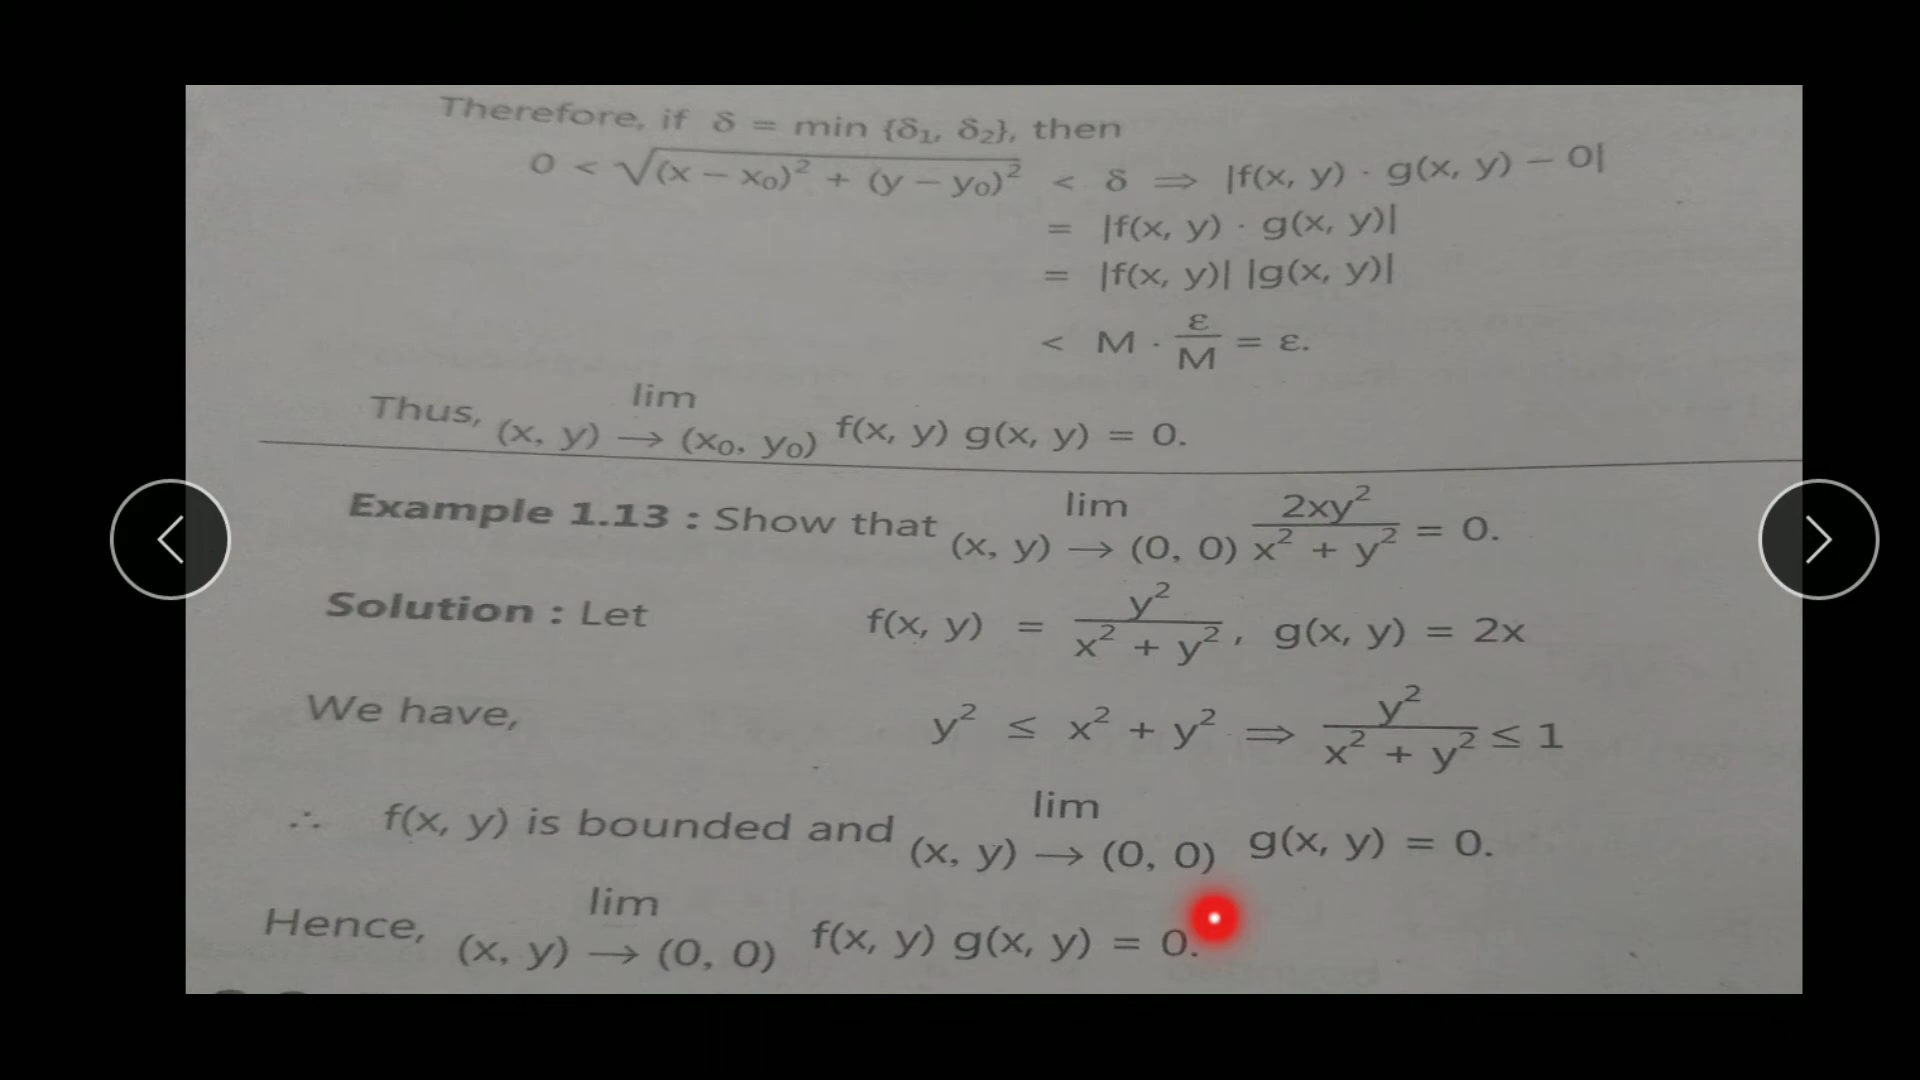 Therefore, if δ = min {δ₁, δ₂}, then
0 < √(x – x₀)² + (y – y₀)² < δ ⇒ |f(x, y) · g(x, y) – 0|
= |f(x, y) · g(x, y)|
= |f(x, y)| |g(x, y)|
< M · ε/M = ε.
Thus, lim (x, y) → (x₀, y₀) f(x, y) g(x, y) = 0.
Example 1.13 : Show that lim (x, y) → (0, 0) 2xy²/x² + y² = 0.
Solution : Let f(x, y) = y²/x² + y², g(x, y) = 2x
We have, y² ≤ x² + y² ⇒ y²/x² + y² ≤ 1
∴ f(x, y) is bounded and lim (x, y) → (0, 0) g(x, y) = 0.
Hence, lim (x, y) → (0, 0) f(x, y) g(x, y) = 0.